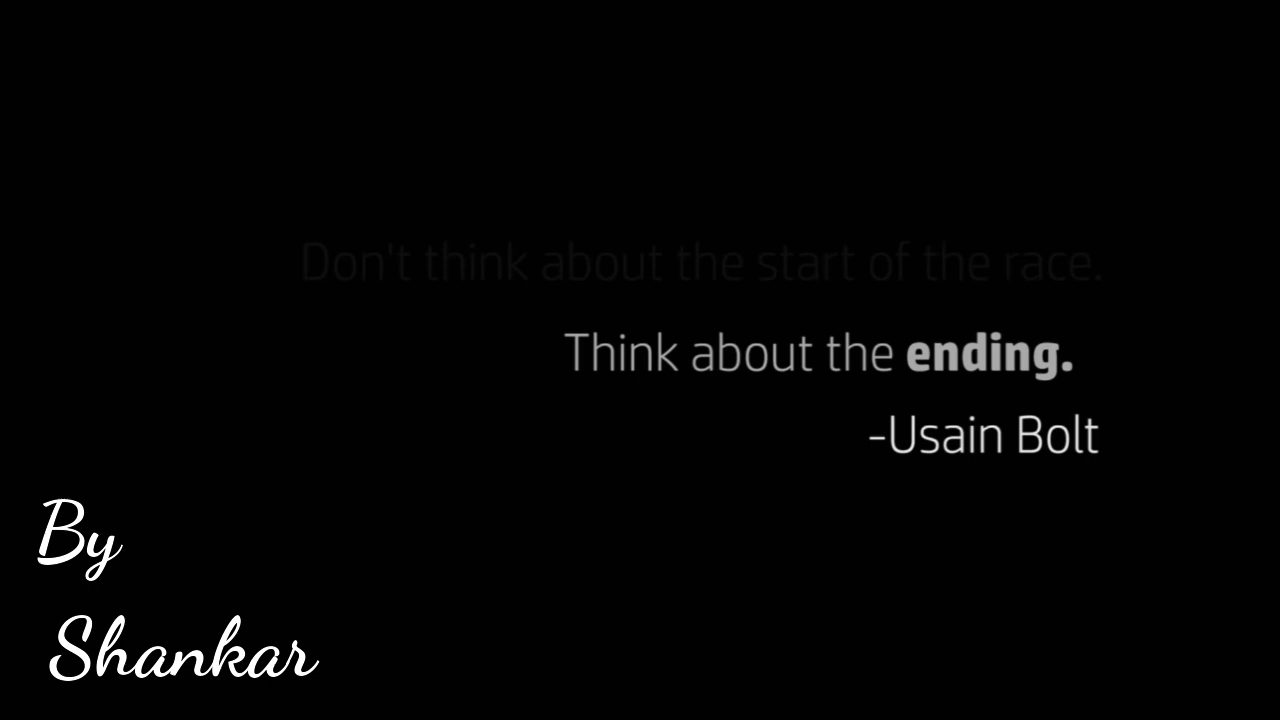 Don't think about the start of the race.
Think about the ending.
-Usain Bolt
By
Shankar